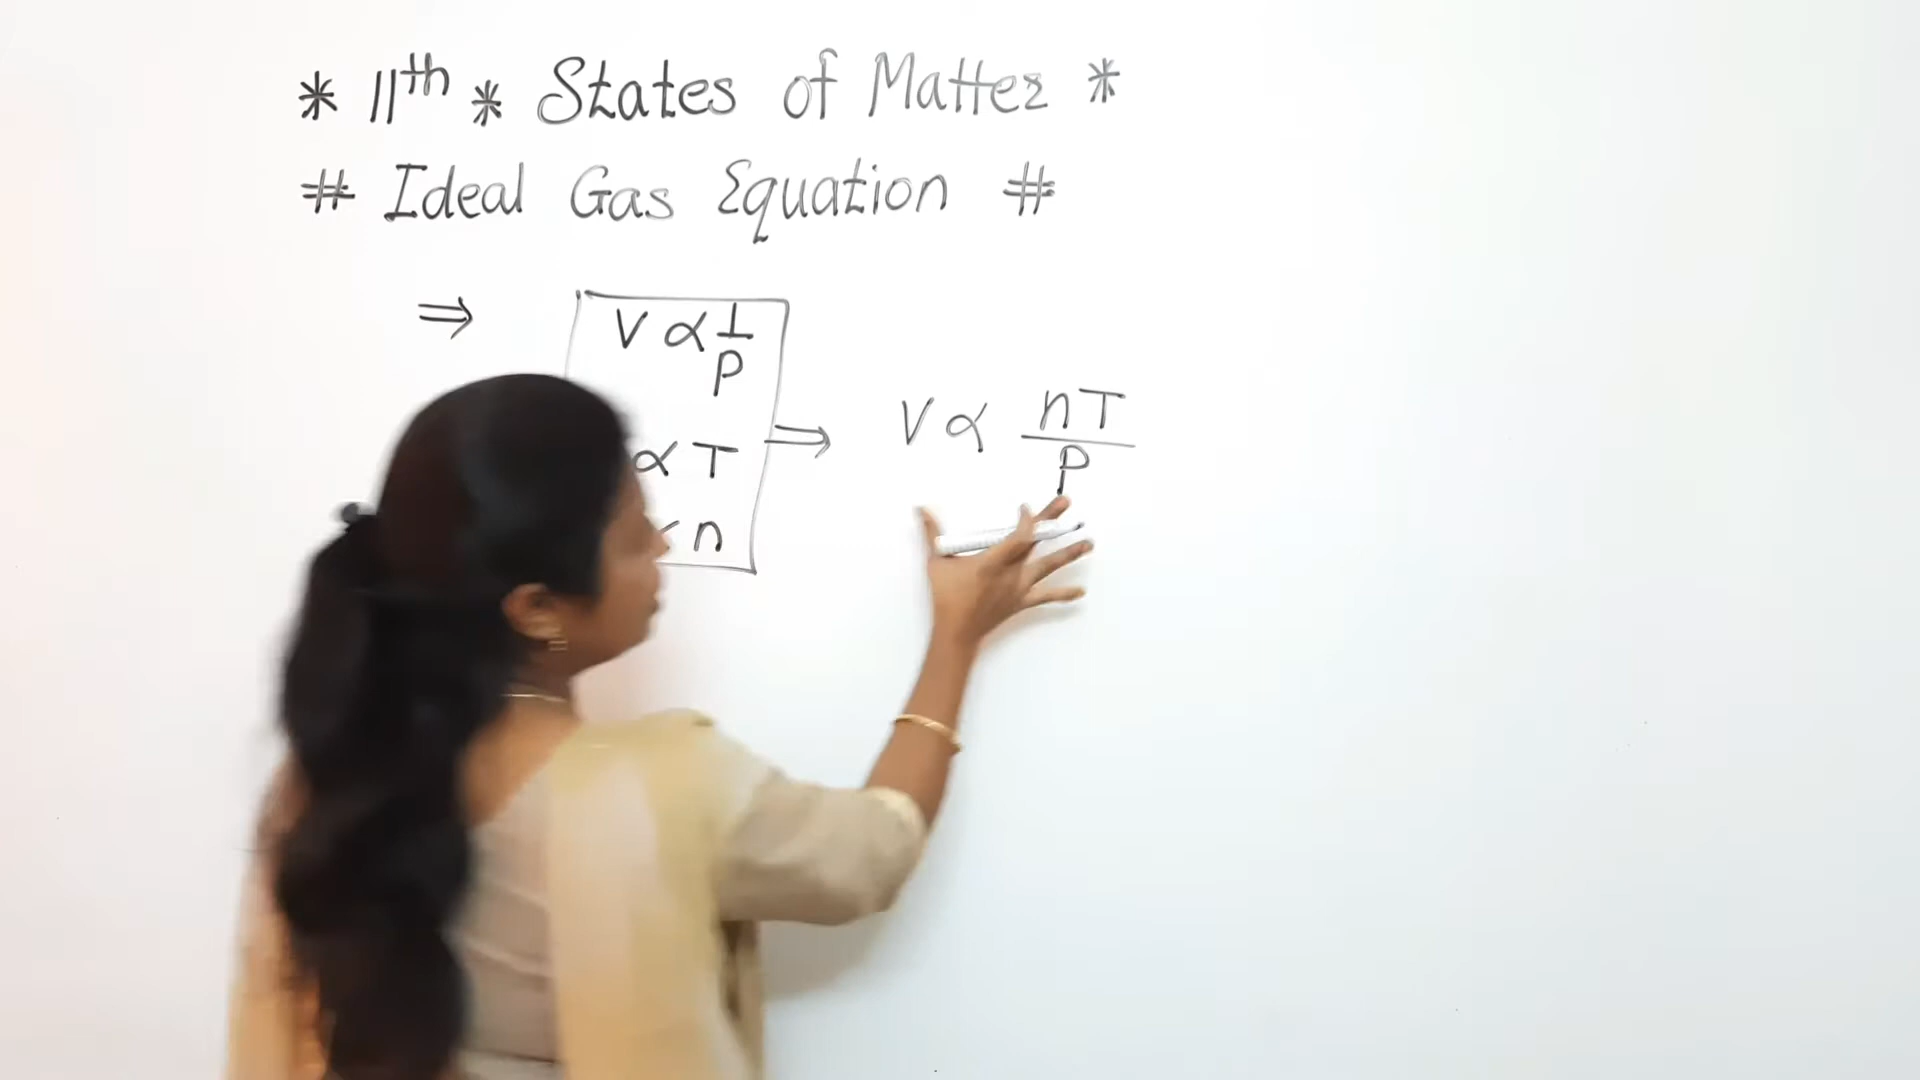 * 11th * States of Matter *
# Ideal Gas Equation #
⇒ V ∝ 1/P
∝ T
n
⇒ V ∝ nT/P